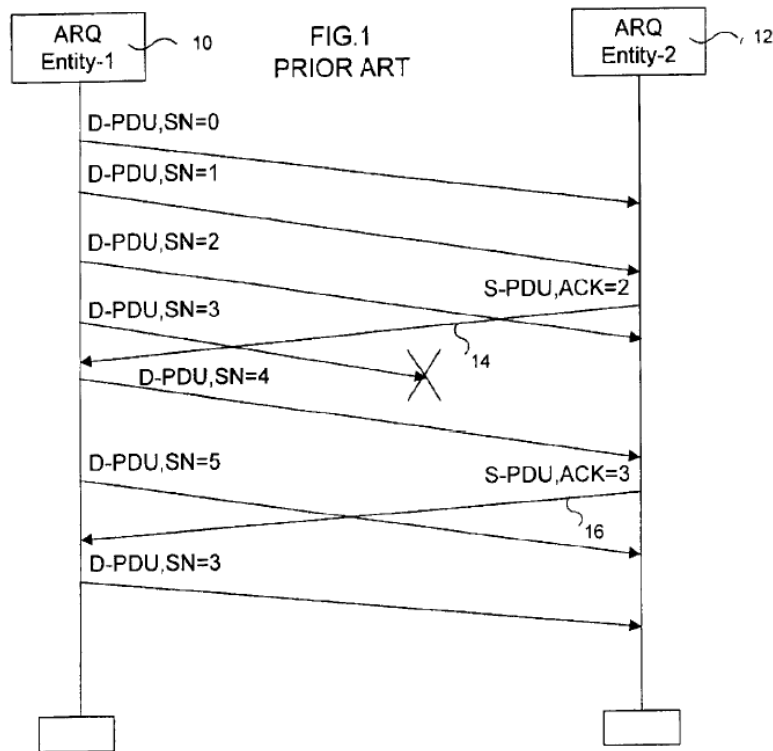 ARQ
Entity-1
10
FIG.1
PRIOR ART
ARQ
Entity-2
12
D-PDU,SN=0
D-PDU,SN=1
D-PDU,SN=2
S-PDU,ACK=2
D-PDU,SN=3
14
D-PDU,SN=4
D-PDU,SN=5
S-PDU,ACK=3
16
D-PDU,SN=3